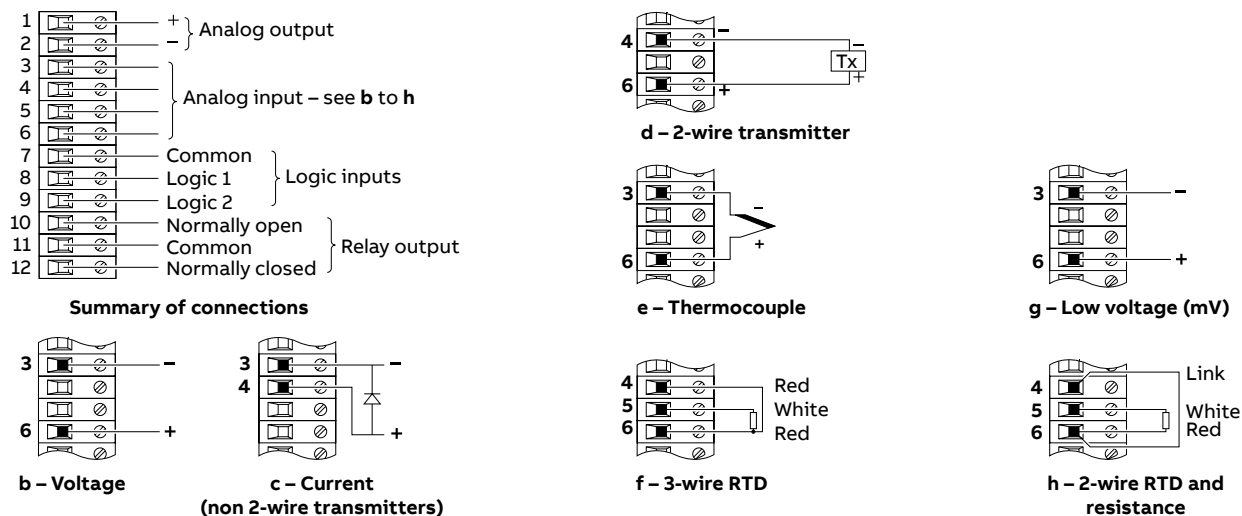 1
+
2
–
Analog output
3
4
5
6
Analog input – see b to h
7
Common
8
Logic 1
9
Logic 2
Logic inputs
10
Normally open
11
Common
12
Normally closed
Relay output
Summary of connections
3
–
6
+
b – Voltage
3
–
4
+
c – Current
(non 2-wire transmitters)
4
–
–
Tx
6
+
+
d – 2-wire transmitter
3
–
6
+
e – Thermocouple
4
Red
5
White
6
Red
f – 3-wire RTD
3
–
6
+
g – Low voltage (mV)
4
Link
5
White
6
Red
h – 2-wire RTD and
resistance